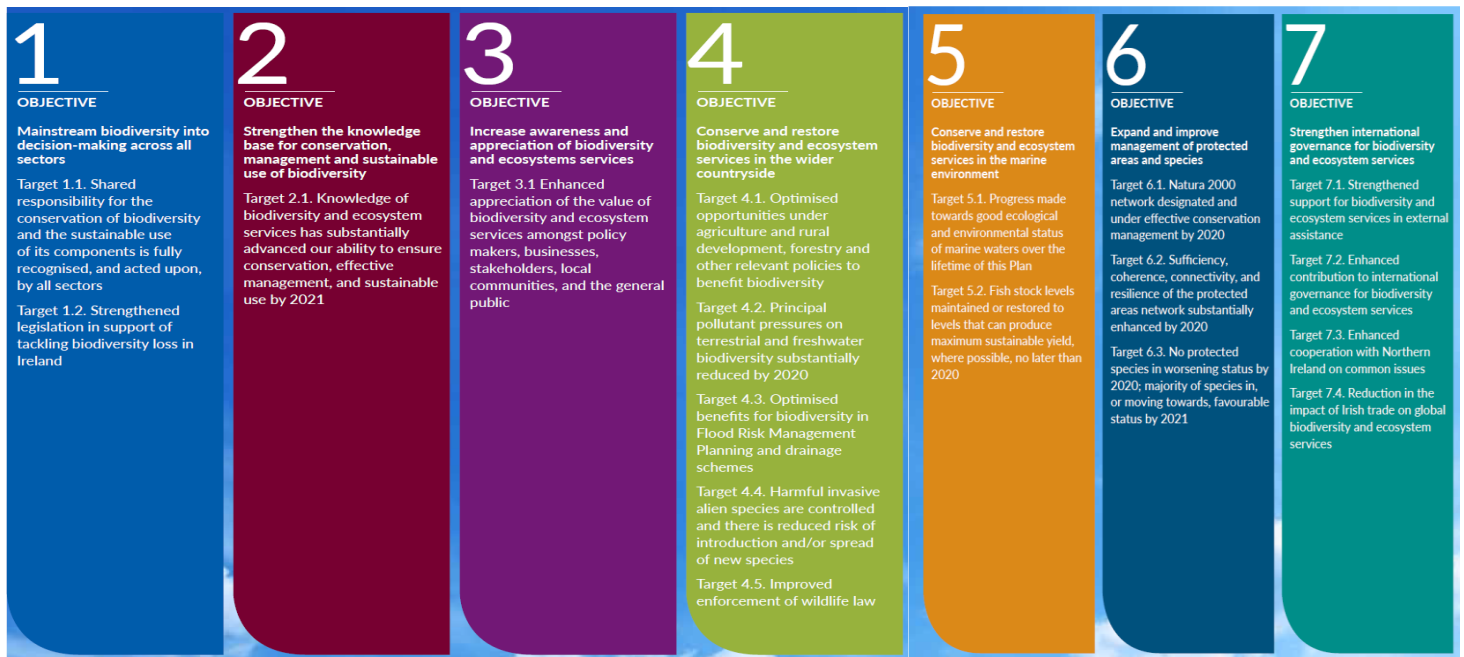 1
OBJECTIVE
Mainstream biodiversity into
decision-making across all
sectors
Target 1.1. Shared
responsibility for the
conservation of biodiversity
and the sustainable use
of its components is fully
recognised, and acted upon,
by all sectors
Target 1.2. Strengthened
legislation in support of
tackling biodiversity loss in
Ireland
2
OBJECTIVE
Strengthen the knowledge
base for conservation,
management and sustainable
use of biodiversity
Target 2.1. Knowledge of
biodiversity and ecosystem
services has substantially
advanced our ability to ensure
conservation, effective
management, and sustainable
use by 2021
3
OBJECTIVE
Increase awareness and
appreciation of biodiversity
and ecosystems services
Target 3.1 Enhanced
appreciation of the value of
biodiversity and ecosystem
services amongst policy
makers, businesses,
stakeholders, local
communities, and the general
public
4
OBJECTIVE
Conserve and restore
biodiversity and ecosystem
services in the wider
countryside
Target 4.1. Optimised
opportunities under
agriculture and rural
development, forestry and
other relevant policies to
benefit biodiversity
Target 4.2. Principal
pollutant pressures on
terrestrial and freshwater
biodiversity substantially
reduced by 2020
Target 4.3. Optimised
benefits for biodiversity in
Flood Risk Management
Planning and drainage
schemes
Target 4.4. Harmful invasive
alien species are controlled
and there is reduced risk of
introduction and/or spread
of new species
Target 4.5. Improved
enforcement of wildlife law
5
OBJECTIVE
Conserve and restore
biodiversity and ecosystem
services in the marine
environment
Target 5.1. Progress made
towards good ecological
and environmental status
of marine waters over the
lifetime of this Plan
Target 5.2. Fish stock levels
maintained or restored to
levels that can produce
maximum sustainable yield,
where possible, no later than
2020
6
OBJECTIVE
Expand and improve
management of protected
areas and species
Target 6.1. Natura 2000
network designated and
under effective conservation
management by 2020
Target 6.2. Sufficiency,
coherence, connectivity, and
resilience of the protected
areas network substantially
enhanced by 2020
Target 6.3. No protected
species in worsening status by
2020; majority of species in,
or moving towards, favourable
status by 2021
7
OBJECTIVE
Strengthen international
governance for biodiversity
and ecosystem services
Target 7.1. Strengthened
support for biodiversity and
ecosystem services in external
assistance
Target 7.2. Enhanced
contribution to international
governance for biodiversity
and ecosystem services
Target 7.3. Enhanced
cooperation with Northern
Ireland on common issues
Target 7.4. Reduction in the
impact of Irish trade on global
biodiversity and ecosystem
services